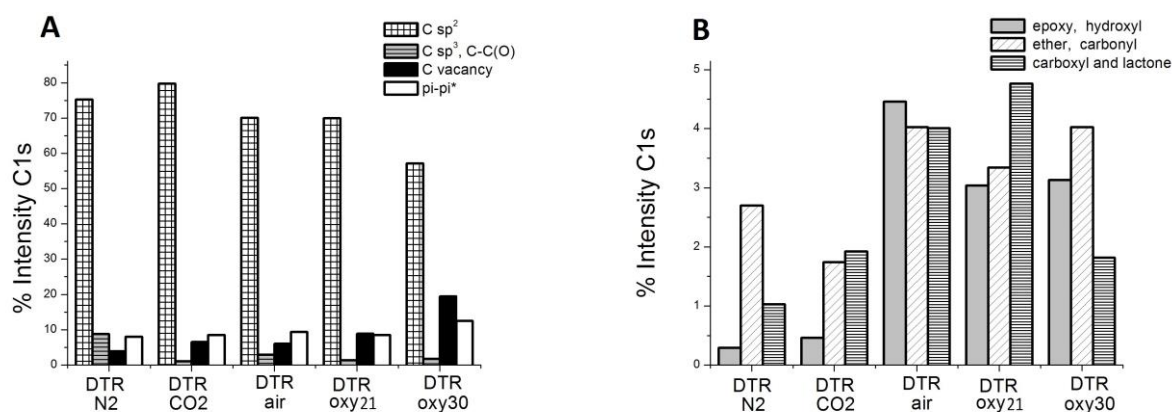 A
C sp²
C sp³, C-C(O)
C vacancy
pi-pi*
% Intensity C1s
80
70
60
50
40
30
20
10
0
DTR N2
DTR CO2
DTR air
DTR oxy21
DTR oxy30
B
epoxy, hydroxyl
ether, carbonyl
carboxyl and lactone
% Intensity C1s
5
4
3
2
1
0
DTR N2
DTR CO2
DTR air
DTR oxy21
DTR oxy30